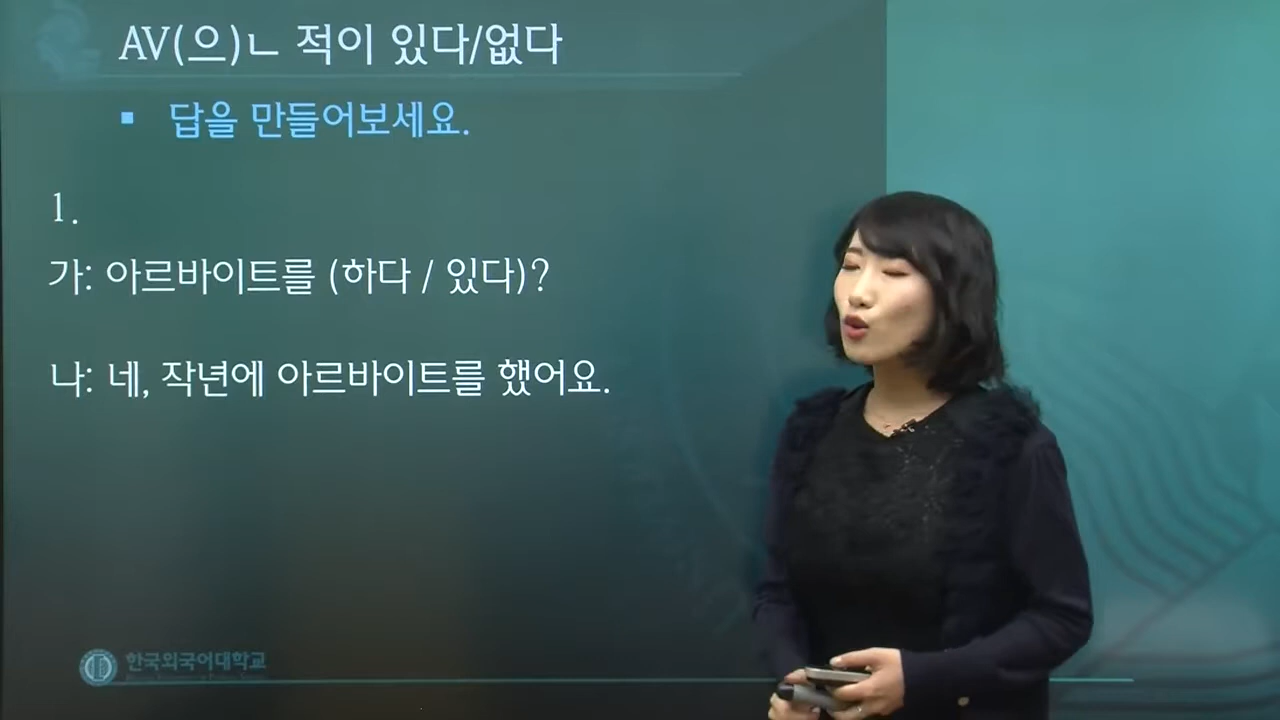 AV(으)ㄴ 적이 있다/없다
답을 만들어보세요.
1.
가: 아르바이트를 (하다 / 있다)?
나: 네, 작년에 아르바이트를 했어요.
한국외국어대학교